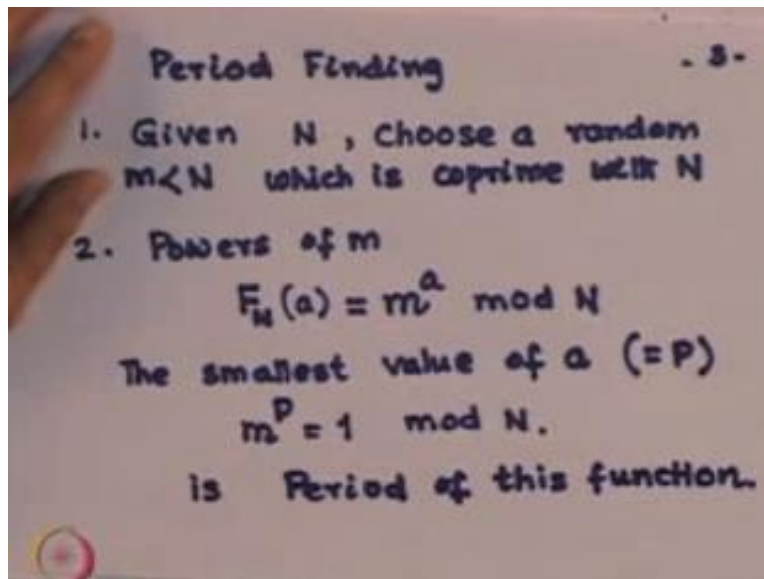 Period Finding - 3 -
1. Given N, Choose a random
m<N which is coprime with N
2. Powers of m
F_N(a) = m^a mod N
The smallest value of a (=P)
m^P = 1 mod N.
is Period of this function.